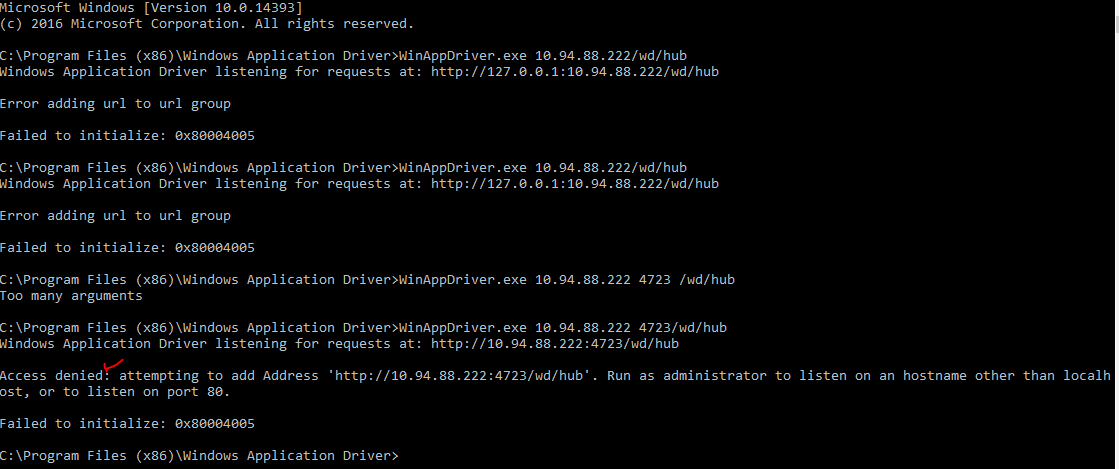 Microsoft Windows [Version 10.0.14393]
(c) 2016 Microsoft Corporation. All rights reserved.
C:\Program Files (x86)\Windows Application Driver>WinAppDriver.exe 10.94.88.222/wd/hub
Windows Application Driver listening for requests at: http://127.0.0.1:10.94.88.222/wd/hub
Error adding url to url group
Failed to initialize: 0x80004005
C:\Program Files (x86)\Windows Application Driver>WinAppDriver.exe 10.94.88.222/wd/hub
Windows Application Driver listening for requests at: http://127.0.0.1:10.94.88.222/wd/hub
Error adding url to url group
Failed to initialize: 0x80004005
C:\Program Files (x86)\Windows Application Driver>WinAppDriver.exe 10.94.88.222 4723 /wd/hub
Too many arguments
C:\Program Files (x86)\Windows Application Driver>WinAppDriver.exe 10.94.88.222 4723/wd/hub
Windows Application Driver listening for requests at: http://10.94.88.222:4723/wd/hub
Access denied: attempting to add Address 'http://10.94.88.222:4723/wd/hub'. Run as administrator to listen on an hostname other than localh
ost, or to listen on port 80.
Failed to initialize: 0x80004005
C:\Program Files (x86)\Windows Application Driver>